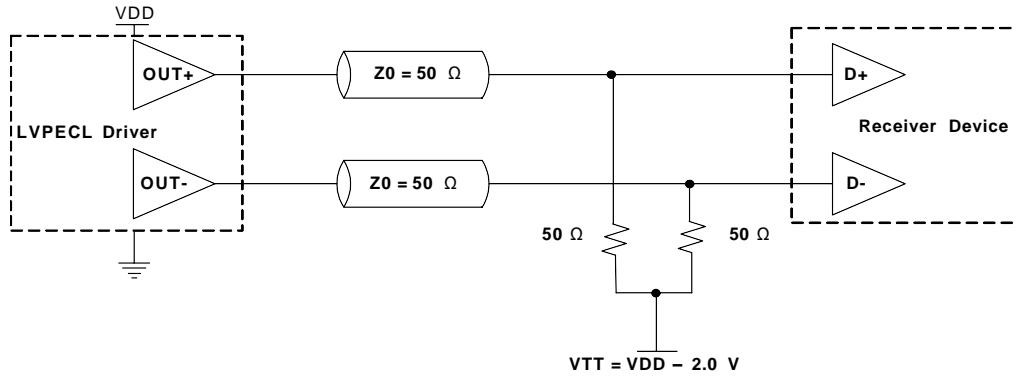 VDD
OUT+
Z0 = 50 Ω
D+
LVPECL Driver
Receiver Device
OUT-
Z0 = 50 Ω
D-
50 Ω
50 Ω
VTT = VDD – 2.0 V